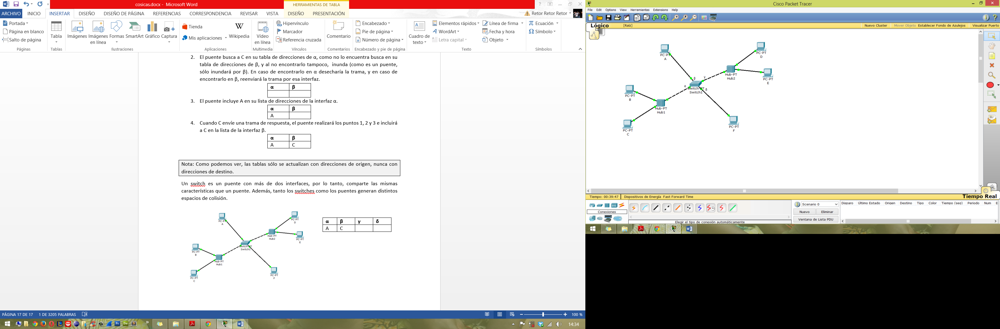 cosicas.docx - Microsoft Word
HERRAMIENTAS DE TABLA
ARCHIVO INICIO INSERTAR DISEÑO DISEÑO DE PÁGINA REFERENCIAS CORRESPONDENCIA REVISAR VISTA DISEÑO PRESENTACIÓN
Retor Retor Retor
Portada
Página en blanco
Salto de página
Páginas
Tabla
Tablas
Imágenes
Imágenes en línea
Formas
SmartArt
Gráfico
Captura
Ilustraciones
Tienda
Mis aplicaciones
W
Wikipedia
Aplicaciones
Vídeo en línea
Multimedia
Hipervínculo
Marcador
Referencia cruzada
Vínculos
Comentario
Comentarios
Encabezado
Pie de página
Número de página
Encabezado y pie de página
Cuadro de texto
Elementos rápidos
WordArt
Letra capital
Línea de firma
Fecha y hora
Objeto
Texto
Ecuación
Símbolo
Símbolos
2. El puente busca a C en su tabla de direcciones de α, como no lo encuentra busca en su
tabla de direcciones de β, y al no encontrarlo tampoco, inunda (como es un puente,
sólo inundará por β). En caso de encontrarlo en α desecharía la trama, y en caso de
encontrarlo en β, reenviará la trama por esa interfaz.
α β
3. El puente incluye A en su lista de direcciones de la interfaz α.
α β
A
4. Cuando C envíe una trama de respuesta, el puente realizará los puntos 1, 2 y 3 e incluirá
a C en la lista de la interfaz β.
α β
A C
Nota: Como podemos ver, las tablas sólo se actualizan con direcciones de origen, nunca con
direcciones de destino.
Un switch es un puente con más de dos interfaces, por lo tanto, comparte las mismas
características que un puente. Además, tanto los switches como los puentes generan distintos
espacios de colisión.
PC-PT
A
PC-PT
D
Hub-PT
Hub2
PC-PT
E
Switch-PT
Switch1
PC-PT
B
Hub-PT
Hub1
PC-PT
C
PC-PT
F
α β γ δ
A C
PÁGINA 17 DE 17 1 DE 3205 PALABRAS
100 %
14:34
Cisco Packet Tracer
File Edit Options View Herramientas Extensions Help
Lógico [Raíz] Nuevo Cluster Mover Objeto Establecer Fondo de Azulejos Visualizar Puerto
PC-PT
A
PC-PT
D
Hub-PT
Hub2
PC-PT
E
β
γ
α
δ
Switch-PT
Switch1
PC-PT
B
Hub-PT
Hub1
PC-PT
C
PC-PT
F
Tiempo: 00:39:47 Dispositivos de Energía Fast Forward Time
Tiempo Real
Conexiones
Elegir el tipo de conexión automáticamente
Scenario 0
Nuevo Eliminar
Ventana de Lista PDU
Disparo Último Estado Origen Destino Tipo Color Tiempo (seg) Periodo Num E